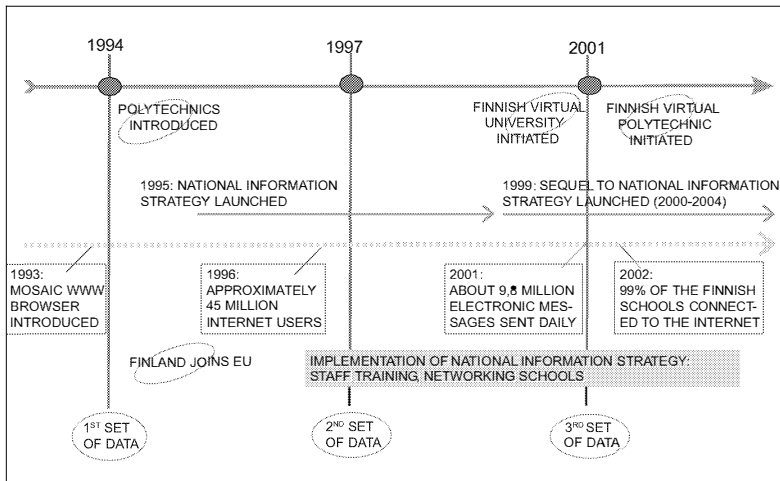 1994
1997
2001
POLYTECHNICS
INTRODUCED
FINNISH VIRTUAL
UNIVERSITY
INITIATED
FINNISH VIRTUAL
POLYTECHNIC
INITIATED
1995: NATIONAL INFORMATION
STRATEGY LAUNCHED
1999: SEQUEL TO NATIONAL INFORMATION
STRATEGY LAUNCHED (2000-2004)
1993:
MOSAIC WWW
BROWSER
INTRODUCED
1996:
APPROXIMATELY
45 MILLION
INTERNET USERS
2001:
ABOUT 9,8 MILLION
ELECTRONIC MES-
SAGES SENT DAILY
2002:
99% OF THE FINNISH
SCHOOLS CONNECT-
ED TO THE INTERNET
FINLAND JOINS EU
IMPLEMENTATION OF NATIONAL INFORMATION STRATEGY:
STAFF TRAINING, NETWORKING SCHOOLS
1ST SET
OF DATA
2ND SET
OF DATA
3RD SET
OF DATA